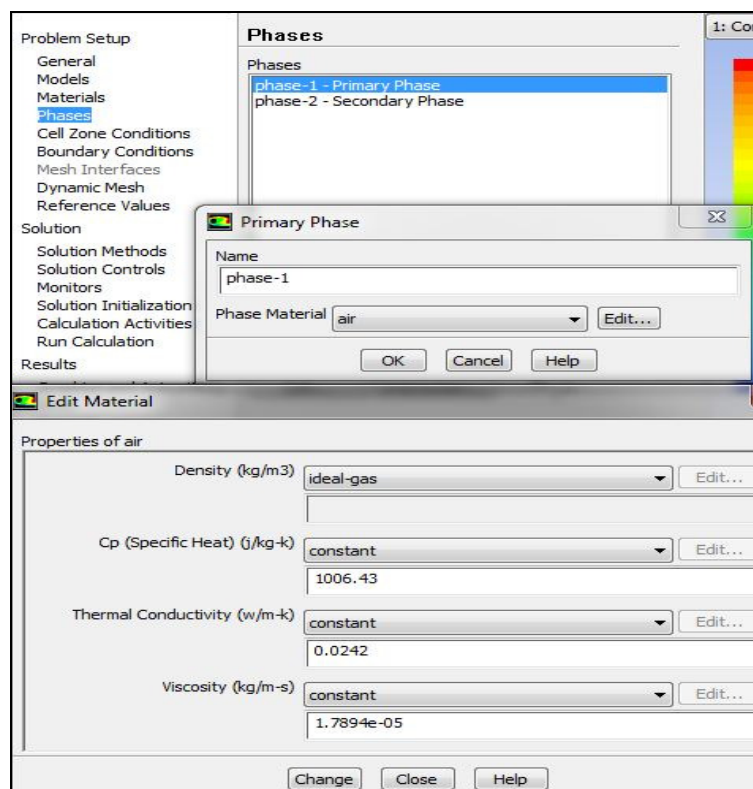 Problem Setup
General
Models
Materials
Phases
Cell Zone Conditions
Boundary Conditions
Mesh Interfaces
Dynamic Mesh
Reference Values
Solution
Solution Methods
Solution Controls
Monitors
Solution Initialization
Calculation Activities
Run Calculation
Results
Phases
Phases
phase-1 - Primary Phase
phase-2 - Secondary Phase
1: Co
Primary Phase
Name
phase-1
Phase Material air Edit...
OK Cancel Help
Edit Material
Properties of air
Density (kg/m3) ideal-gas Edit...
Cp (Specific Heat) (j/kg-k) constant Edit...
1006.43
Thermal Conductivity (w/m-k) constant Edit...
0.0242
Viscosity (kg/m-s) constant Edit...
1.7894e-05
Change Close Help